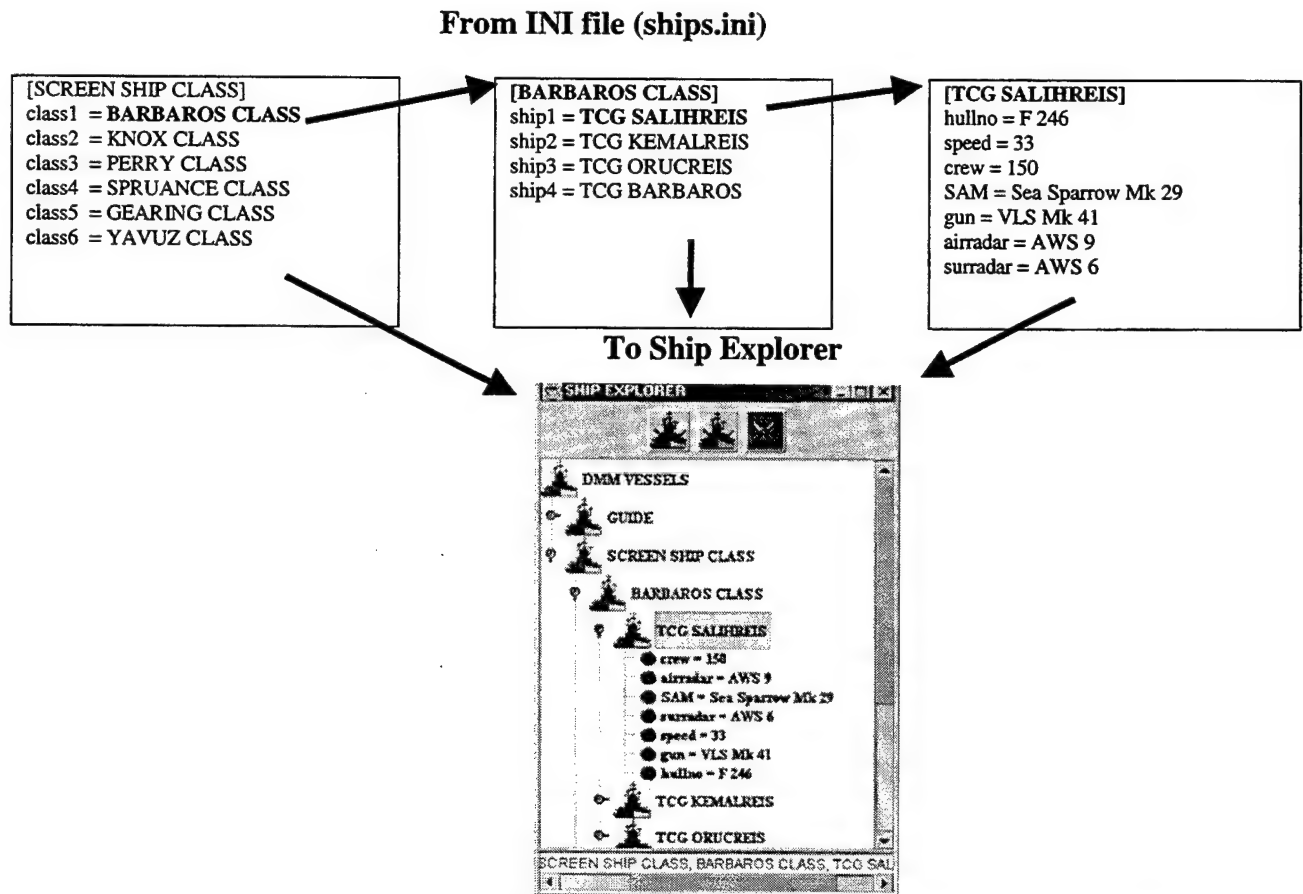 From INI file (ships.ini)
[SCREEN SHIP CLASS]
class1 = BARBAROS CLASS
class2 = KNOX CLASS
class3 = PERRY CLASS
class4 = SPRUANCE CLASS
class5 = GEARING CLASS
class6 = YAVUZ CLASS
[BARBAROS CLASS]
ship1 = TCG SALIHREIS
ship2 = TCG KEMALREIS
ship3 = TCG ORUCREIS
ship4 = TCG BARBAROS
[TCG SALIHREIS]
hullno = F 246
speed = 33
crew = 150
SAM = Sea Sparrow Mk 29
gun = VLS Mk 41
airradar = AWS 9
surradar = AWS 6
To Ship Explorer
SHIP EXPLORER
DMM VESSELS
GUIDE
SCREEN SHIP CLASS
BARBAROS CLASS
TCG SALIHREIS
crew = 150
airradar = AWS 9
SAM = Sea Sparrow Mk 29
surradar = AWS 6
speed = 33
gun = VLS Mk 41
hullno = F 246
TCG KEMALREIS
TCG ORUCREIS
SCREEN SHIP CLASS, BARBAROS CLASS, TCG SAL